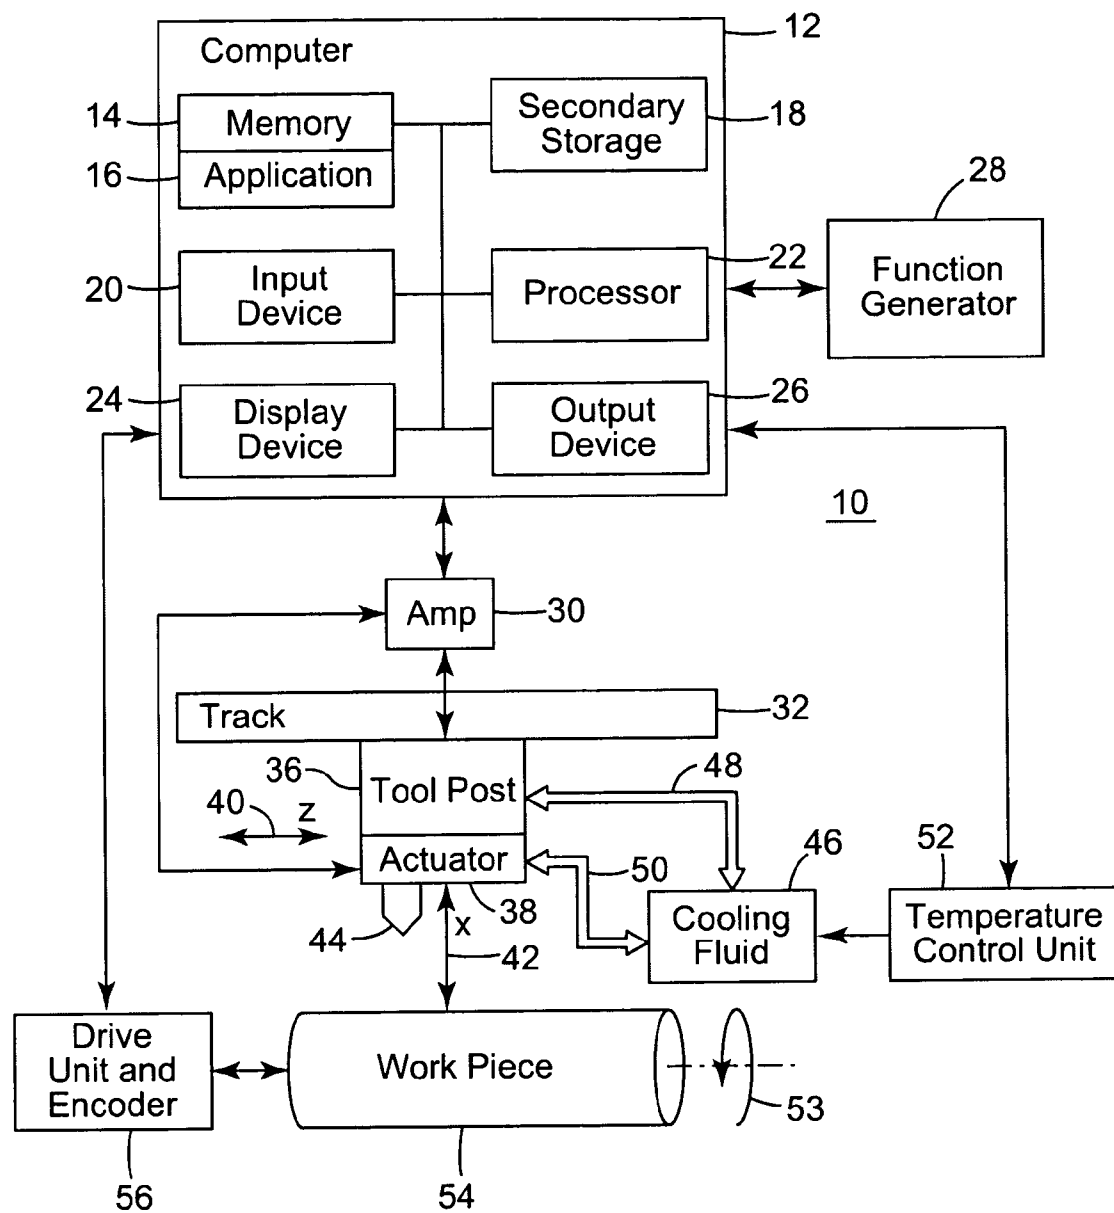 12
Computer
14
Memory
Secondary
Storage
18
16
Application
28
20
Input
Device
22
Processor
Function
Generator
24
Display
Device
26
Output
Device
10
Amp
30
Track
32
36
Tool Post
48
40
z
Actuator
50
46
52
44
x
38
42
Cooling
Fluid
Temperature
Control Unit
Drive
Unit and
Encoder
Work Piece
53
56
54